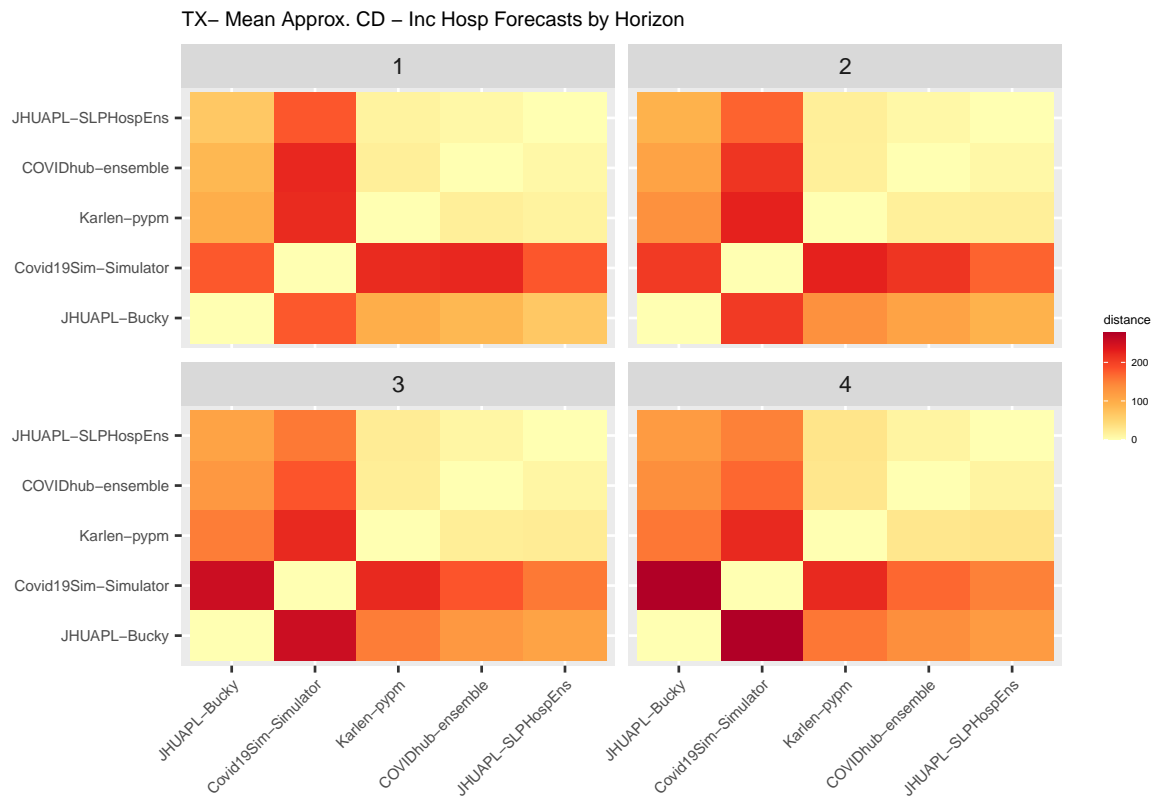 TX− Mean Approx. CD − Inc Hosp Forecasts by Horizon
1
2
JHUAPL−SLPHospEns
COVIDhub−ensemble
Karlen−pypm
Covid19Sim−Simulator
JHUAPL−Bucky
3
4
JHUAPL−SLPHospEns
COVIDhub−ensemble
Karlen−pypm
Covid19Sim−Simulator
JHUAPL−Bucky
JHUAPL−Bucky
Covid19Sim−Simulator
Karlen−pypm
COVIDhub−ensemble
JHUAPL−SLPHospEns
JHUAPL−Bucky
Covid19Sim−Simulator
Karlen−pypm
COVIDhub−ensemble
JHUAPL−SLPHospEns
distance
200
100
0